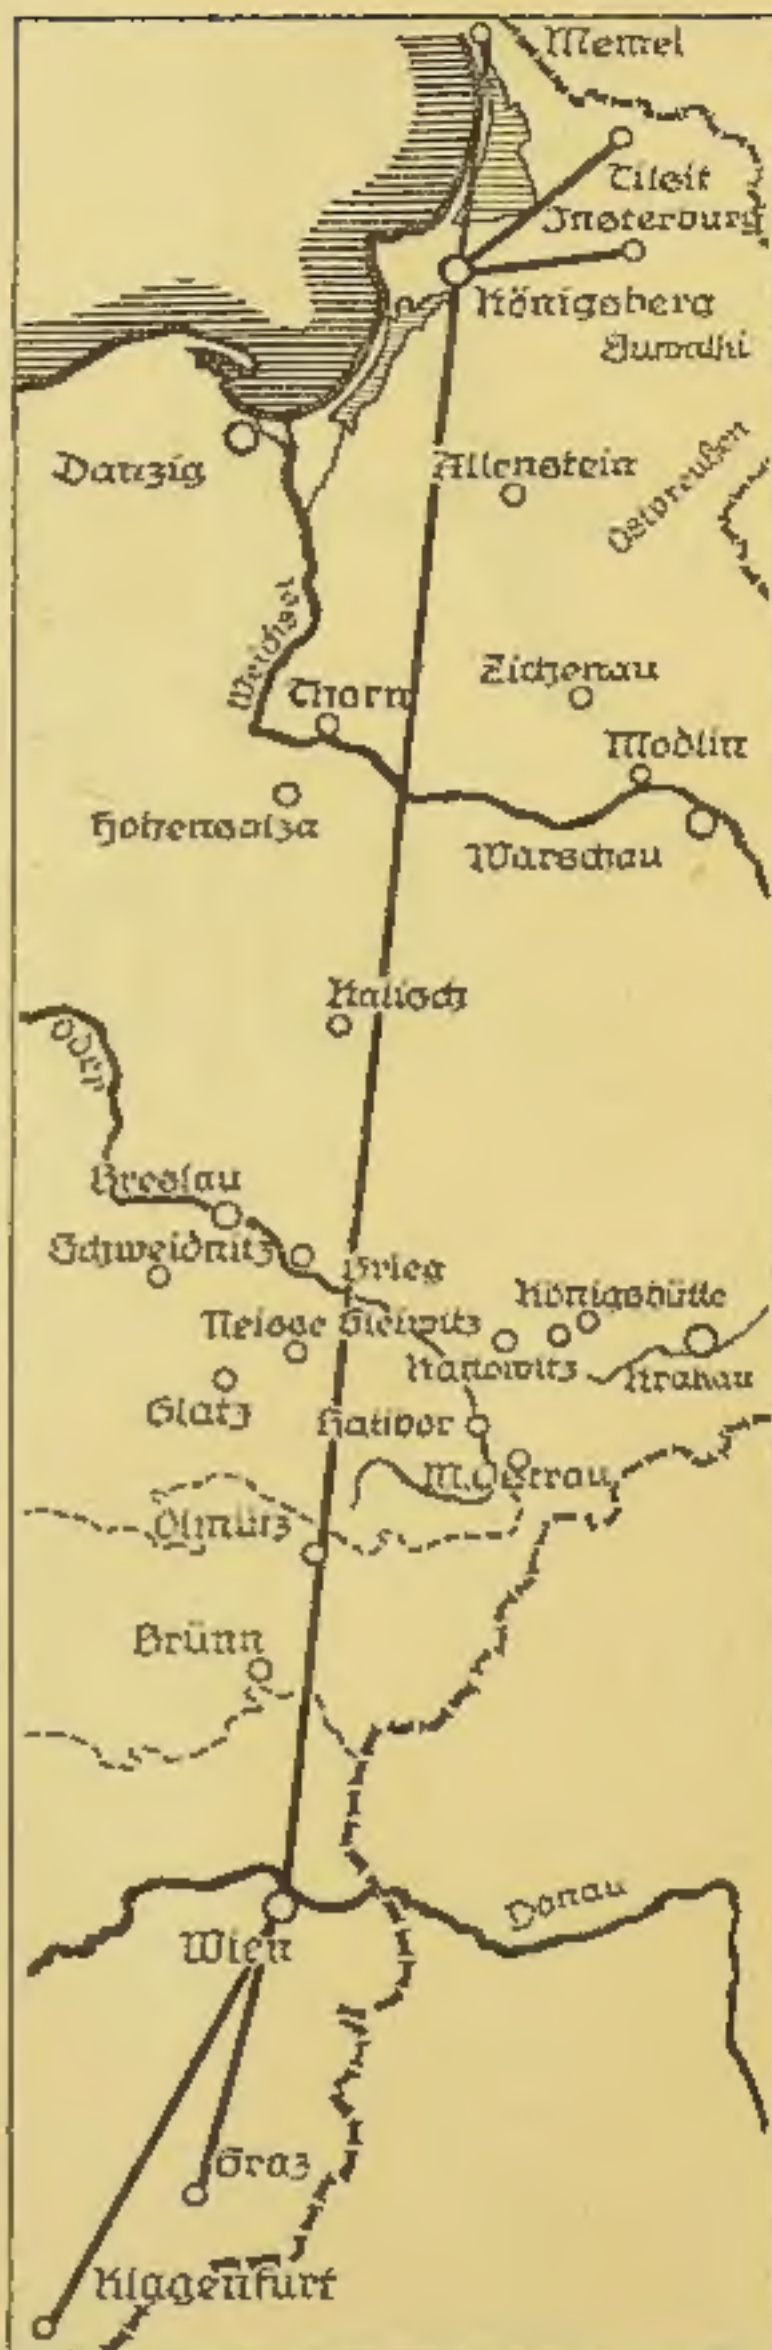 Memel
Tilsit
Insterburg
Königsberg
Suwalki
Danzig
Allenstein
Ostpreußen
Weichsel
Thorn
Zichenau
Modlin
Hohensalza
Warschau
Kalisch
Oder
Breslau
Schweidnitz
Brieg
Königshütte
Neisse
Gleiwitz
Kattowitz
Krakau
Glatz
Ratibor
M. Ostrau
Olmütz
Brünn
Donau
Wien
Graz
Klagenfurt